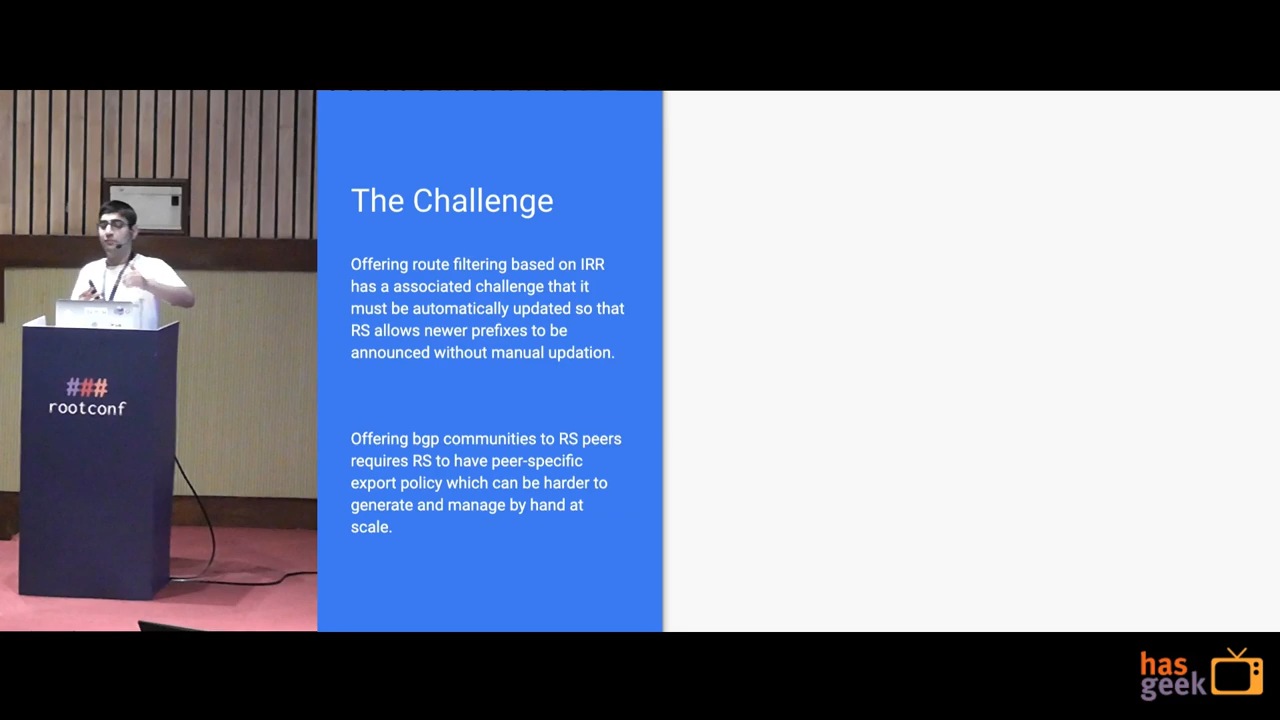 The Challenge
Offering route filtering based on IRR
has a associated challenge that it
must be automatically updated so that
RS allows newer prefixes to be
announced without manual updation.
Offering bgp communities to RS peers
requires RS to have peer-specific
export policy which can be harder to
generate and manage by hand at
scale.
###
rootconf
has
geek